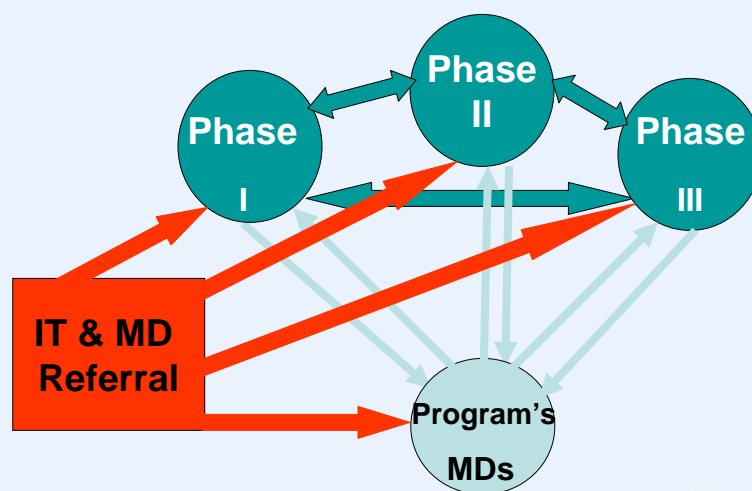 Phase
II
Phase
I
Phase
III
IT & MD
Referral
Program’s
MDs